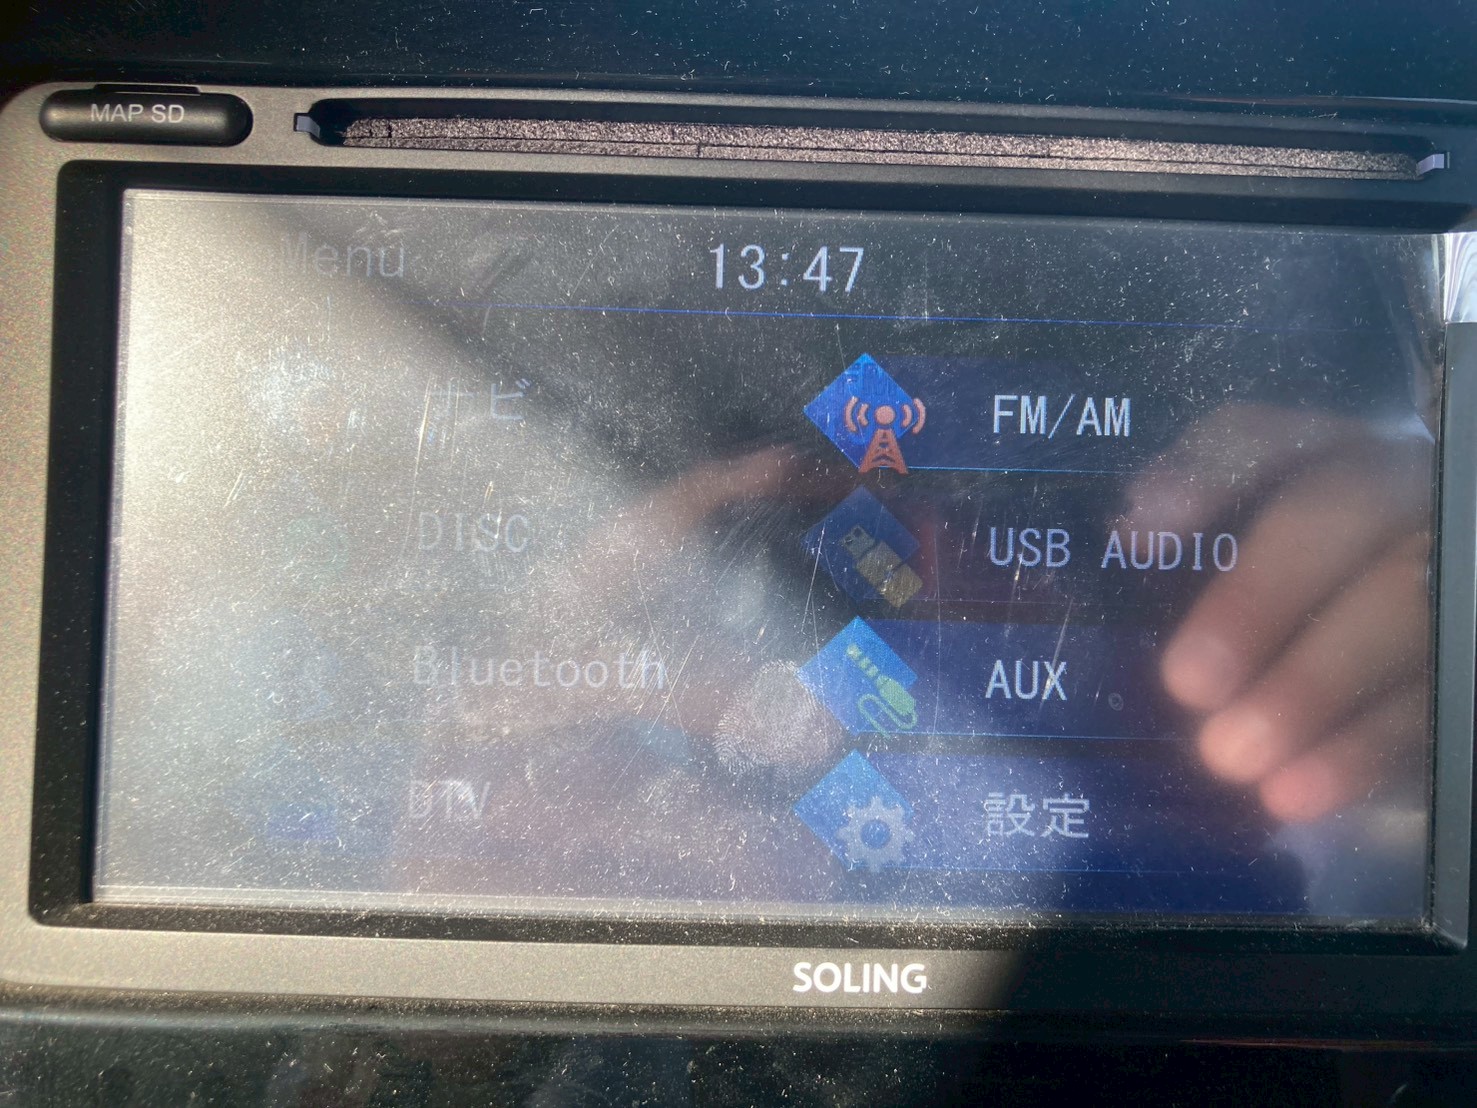 MAP SD
Menu
13:47
ナビ
FM/AM
DISC
USB AUDIO
Bluetooth
AUX
DTV
設定
SOLING